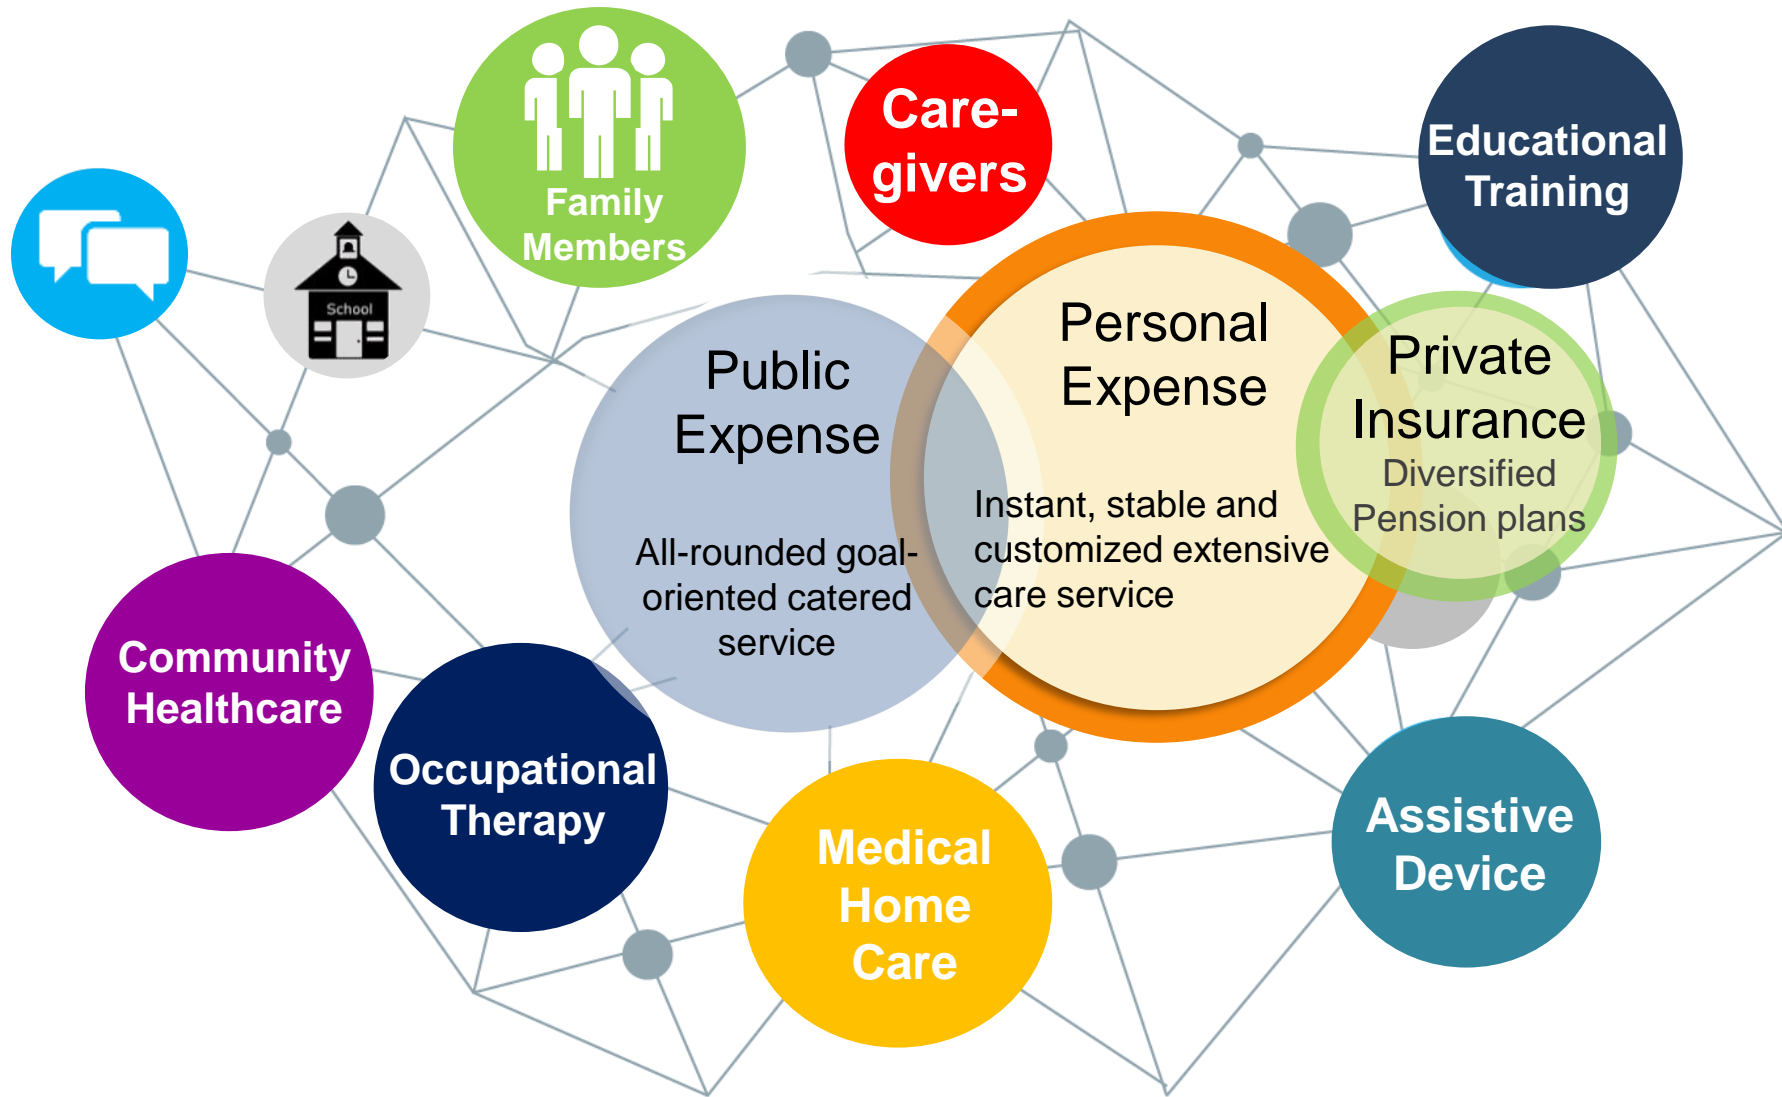 Family
Members
Care-
givers
Educational
Training
School
Public
Expense
All-rounded goal-
oriented catered
service
Personal
Expense
Instant, stable and
customized extensive
care service
Private
Insurance
Diversified
Pension plans
Community
Healthcare
Occupational
Therapy
Medical
Home
Care
Assistive
Device